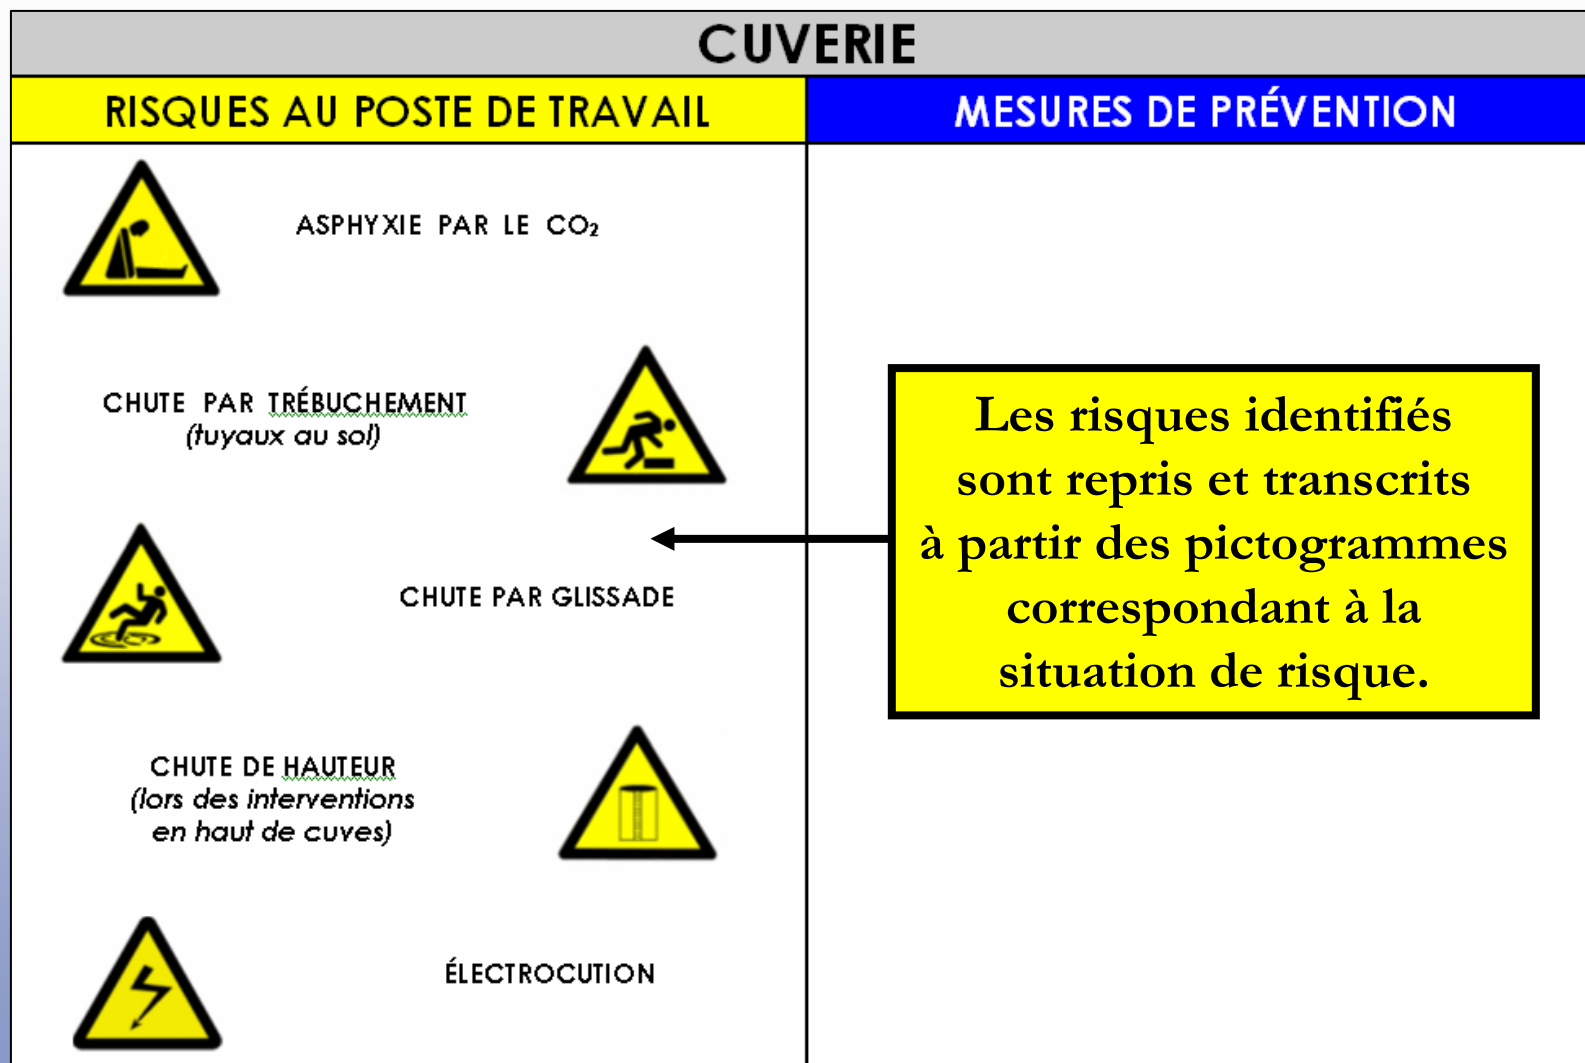 CUVERIE
RISQUES AU POSTE DE TRAVAIL
MESURES DE PRÉVENTION
ASPHYXIE PAR LE CO₂
CHUTE PAR TRÉBUCHEMENT
(tuyaux au sol)
CHUTE PAR GLISSADE
CHUTE DE HAUTEUR
(lors des interventions
en haut de cuves)
ÉLECTROCUTION
Les risques identifiés
sont repris et transcrits
à partir des pictogrammes
correspondant à la
situation de risque.